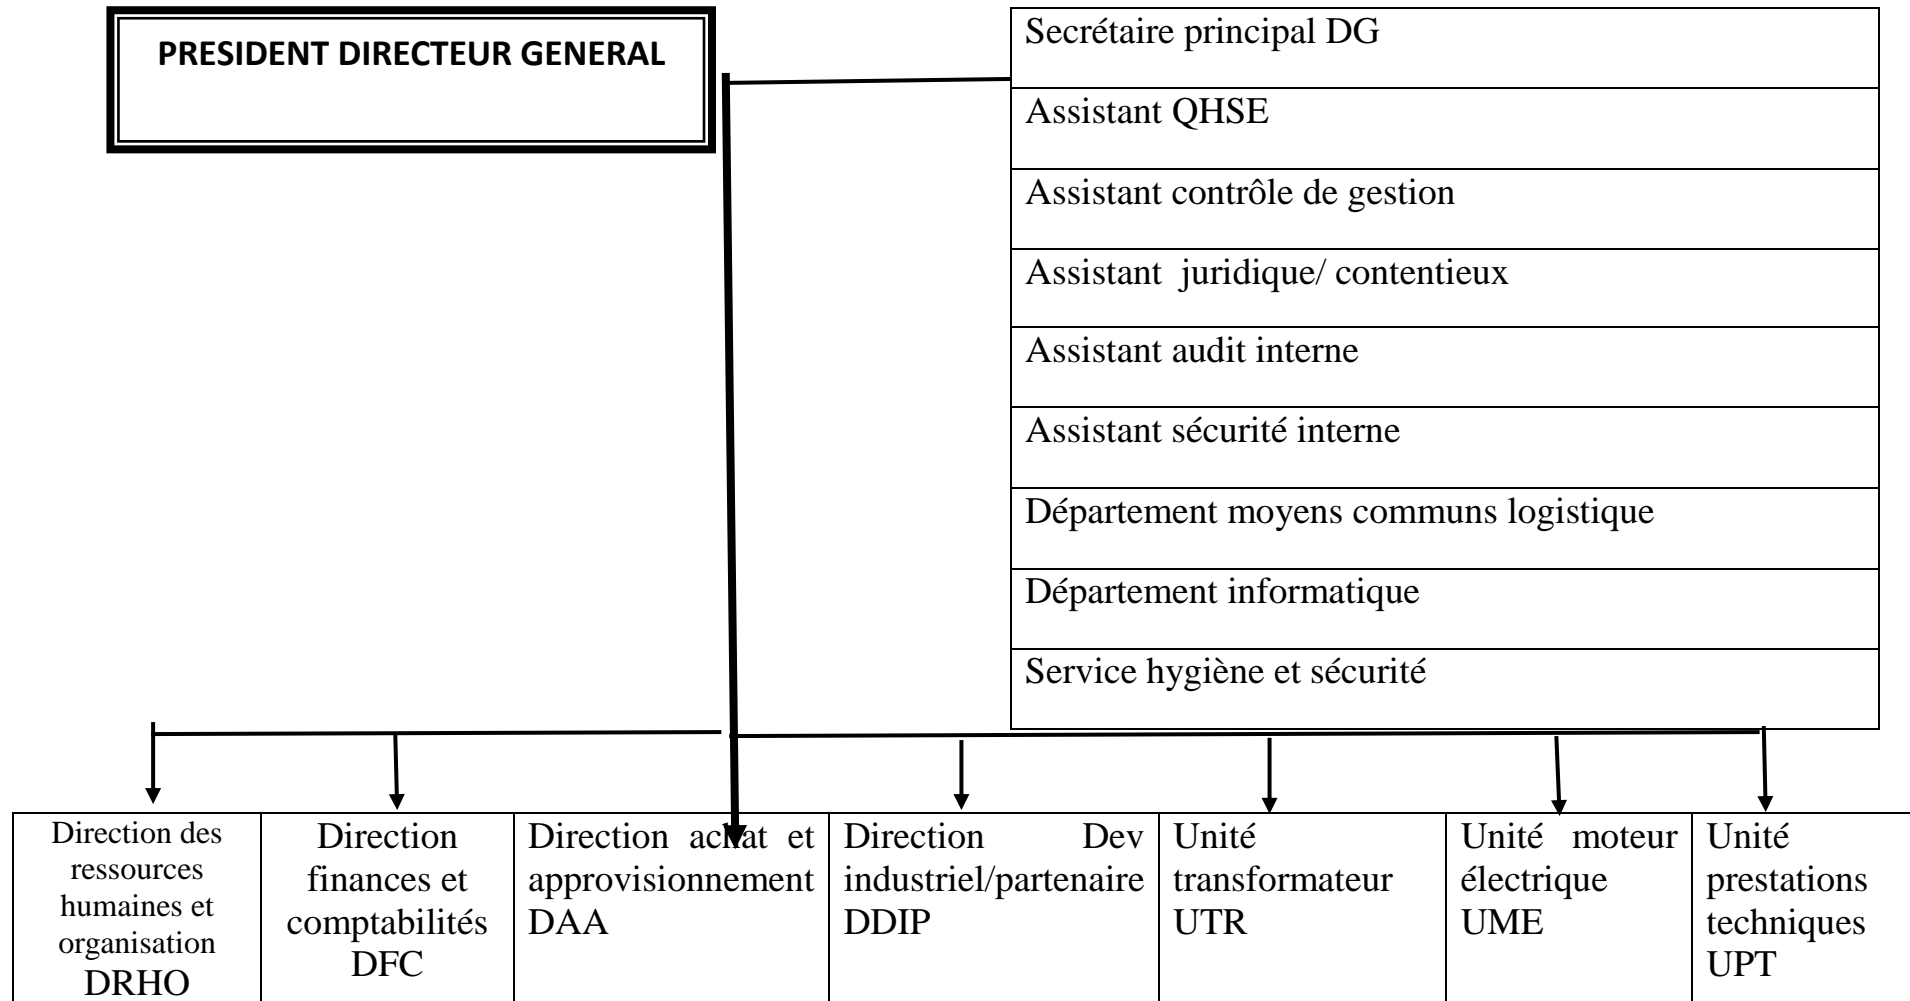 PRESIDENT DIRECTEUR GENERAL
Secrétaire principal DG
Assistant QHSE
Assistant contrôle de gestion
Assistant juridique/ contentieux
Assistant audit interne
Assistant sécurité interne
Département moyens communs logistique
Département informatique
Service hygiène et sécurité
Direction des
ressources
humaines et
organisation
DRHO
Direction
finances et
comptabilités
DFC
Direction achat et
approvisionnement
DAA
Direction Dev
industriel/partenaire
DDIP
Unité
transformateur
UTR
Unité moteur
électrique
UME
Unité
prestations
techniques
UPT